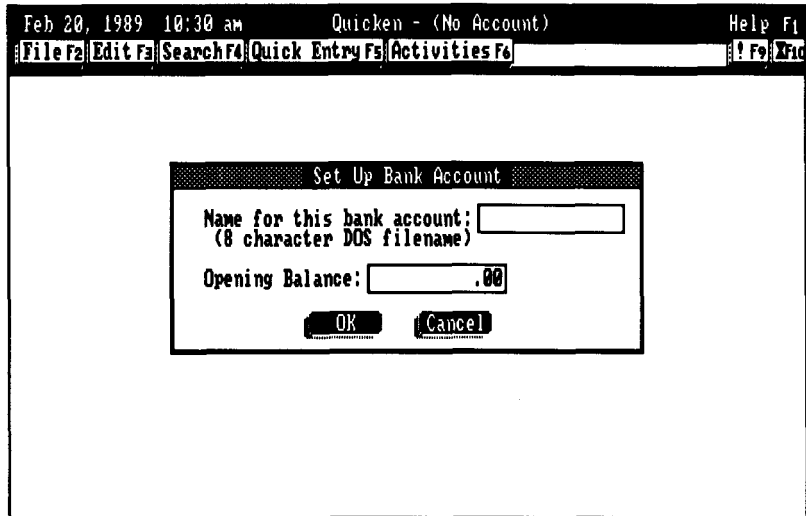 Feb 20, 1989 10:30 am Quicken - (No Account) Help F1
File F2 Edit F3 Search F4 Quick Entry F5 Activities F6 ! F9 X F10
Set Up Bank Account
Name for this bank account:
(8 character DOS filename)
Opening Balance: .00
OK Cancel